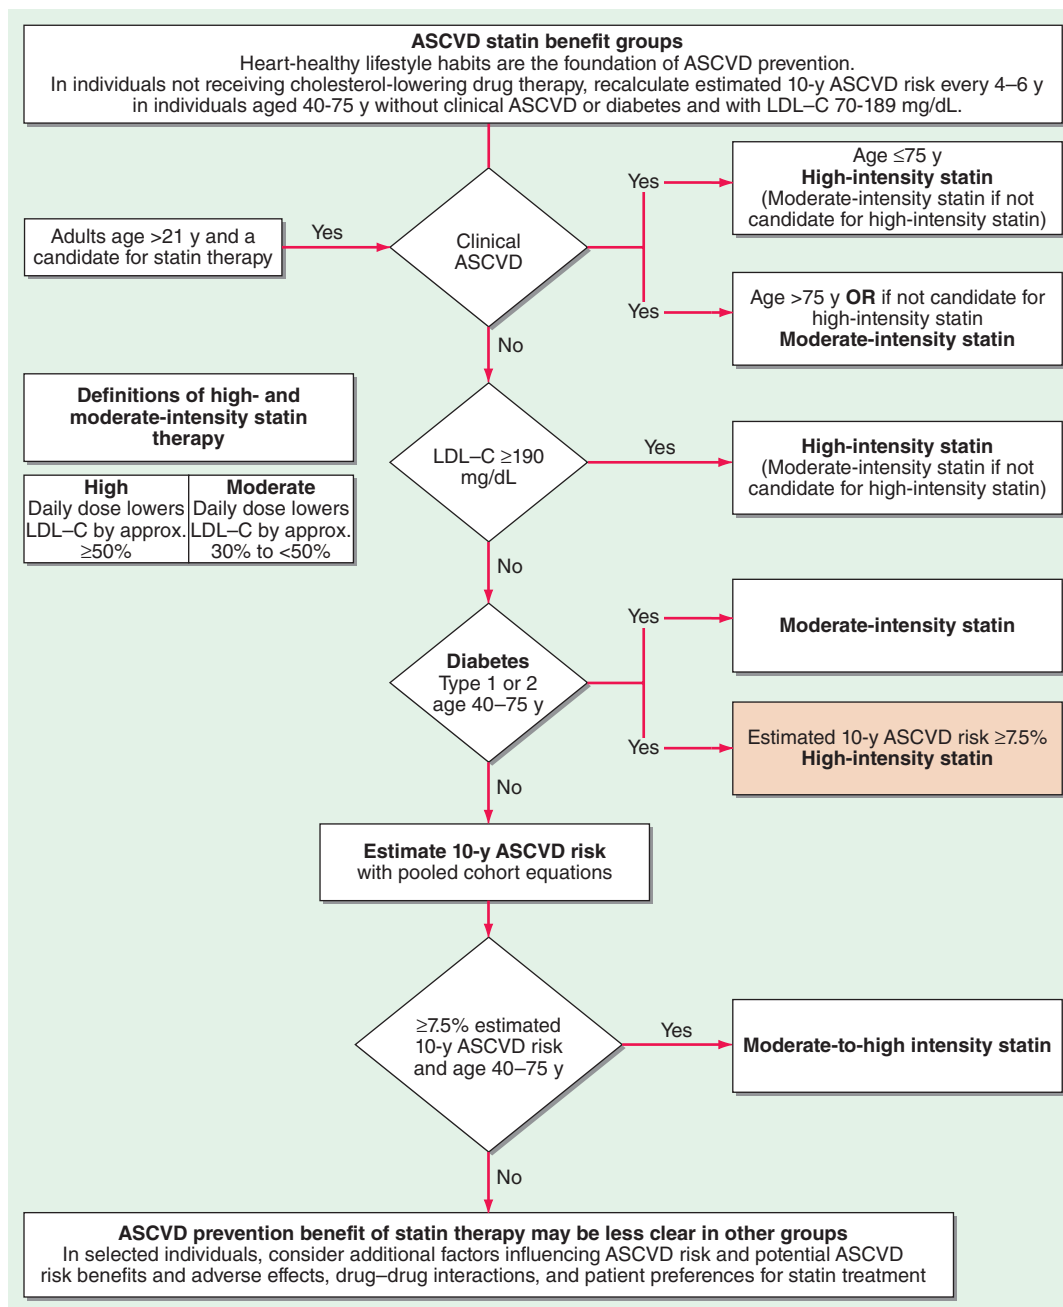 ASCVD statin benefit groups
Heart-healthy lifestyle habits are the foundation of ASCVD prevention.
In individuals not receiving cholesterol-lowering drug therapy, recalculate estimated 10-y ASCVD risk every 4–6 y
in individuals aged 40-75 y without clinical ASCVD or diabetes and with LDL–C 70-189 mg/dL.
Adults age >21 y and a
candidate for statin therapy
Yes
Clinical
ASCVD
Yes
Age ≤75 y
High-intensity statin
(Moderate-intensity statin if not
candidate for high-intensity statin)
Yes
Age >75 y OR if not candidate for
high-intensity statin
Moderate-intensity statin
No
Definitions of high- and
moderate-intensity statin
therapy
High
Daily dose lowers
LDL–C by approx.
≥50%
Moderate
Daily dose lowers
LDL–C by approx.
30% to <50%
LDL–C ≥190
mg/dL
Yes
High-intensity statin
(Moderate-intensity statin if not
candidate for high-intensity statin)
No
Diabetes
Type 1 or 2
age 40–75 y
Yes
Moderate-intensity statin
Yes
Estimated 10-y ASCVD risk ≥7.5%
High-intensity statin
No
Estimate 10-y ASCVD risk
with pooled cohort equations
≥7.5% estimated
10-y ASCVD risk
and age 40–75 y
Yes
Moderate-to-high intensity statin
No
ASCVD prevention benefit of statin therapy may be less clear in other groups
In selected individuals, consider additional factors influencing ASCVD risk and potential ASCVD
risk benefits and adverse effects, drug–drug interactions, and patient preferences for statin treatment